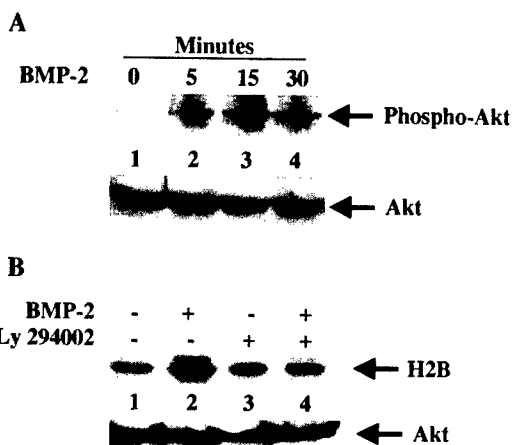 A
Minutes
BMP-2 0 5 15 30
Phospho-Akt
1 2 3 4
Akt
B
BMP-2 - + - +
Ly 294002 - - + +
H2B
1 2 3 4
Akt